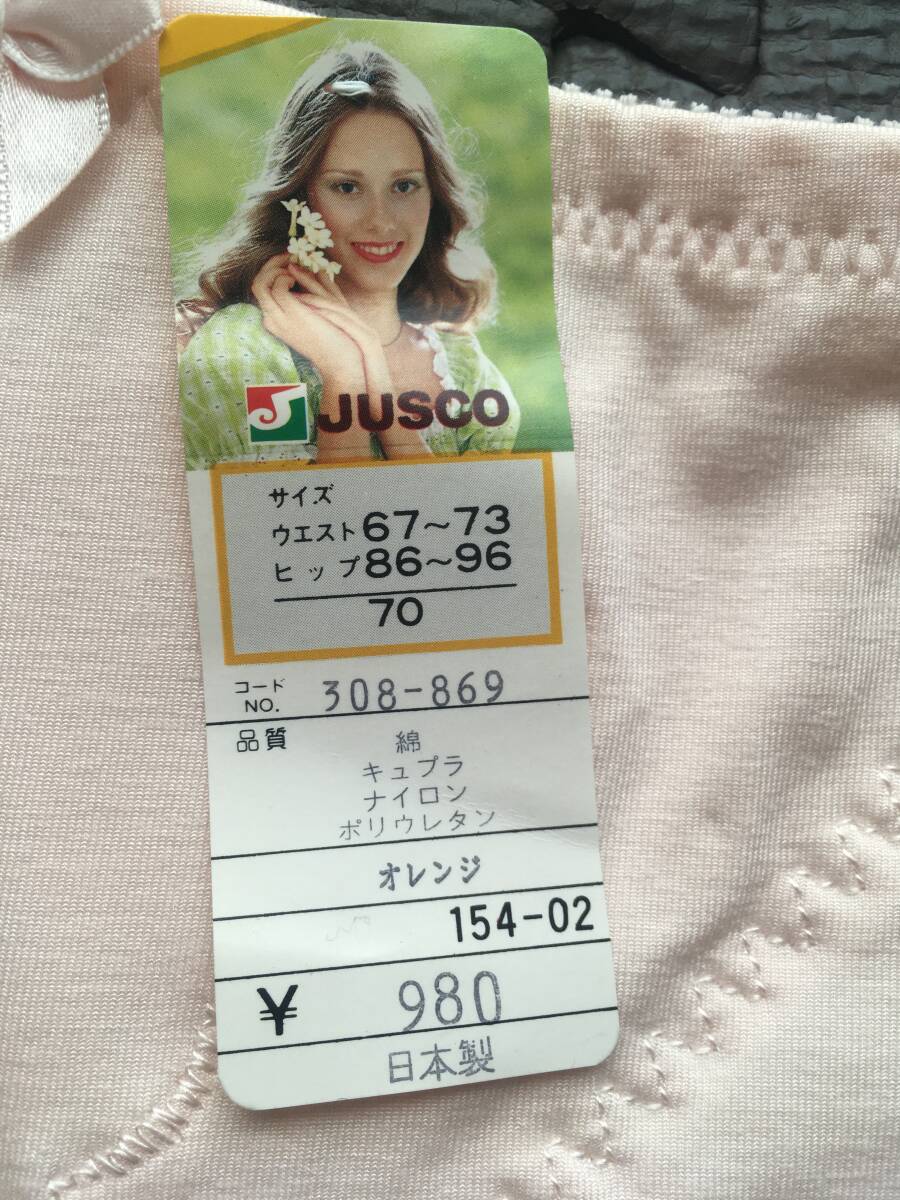 JUSCO
サイズ
ウエスト67～73
ヒップ86～96
70
コード
NO. 308-869
品質 綿
キュプラ
ナイロン
ポリウレタン
オレンジ
154-02
¥ 980
日本製